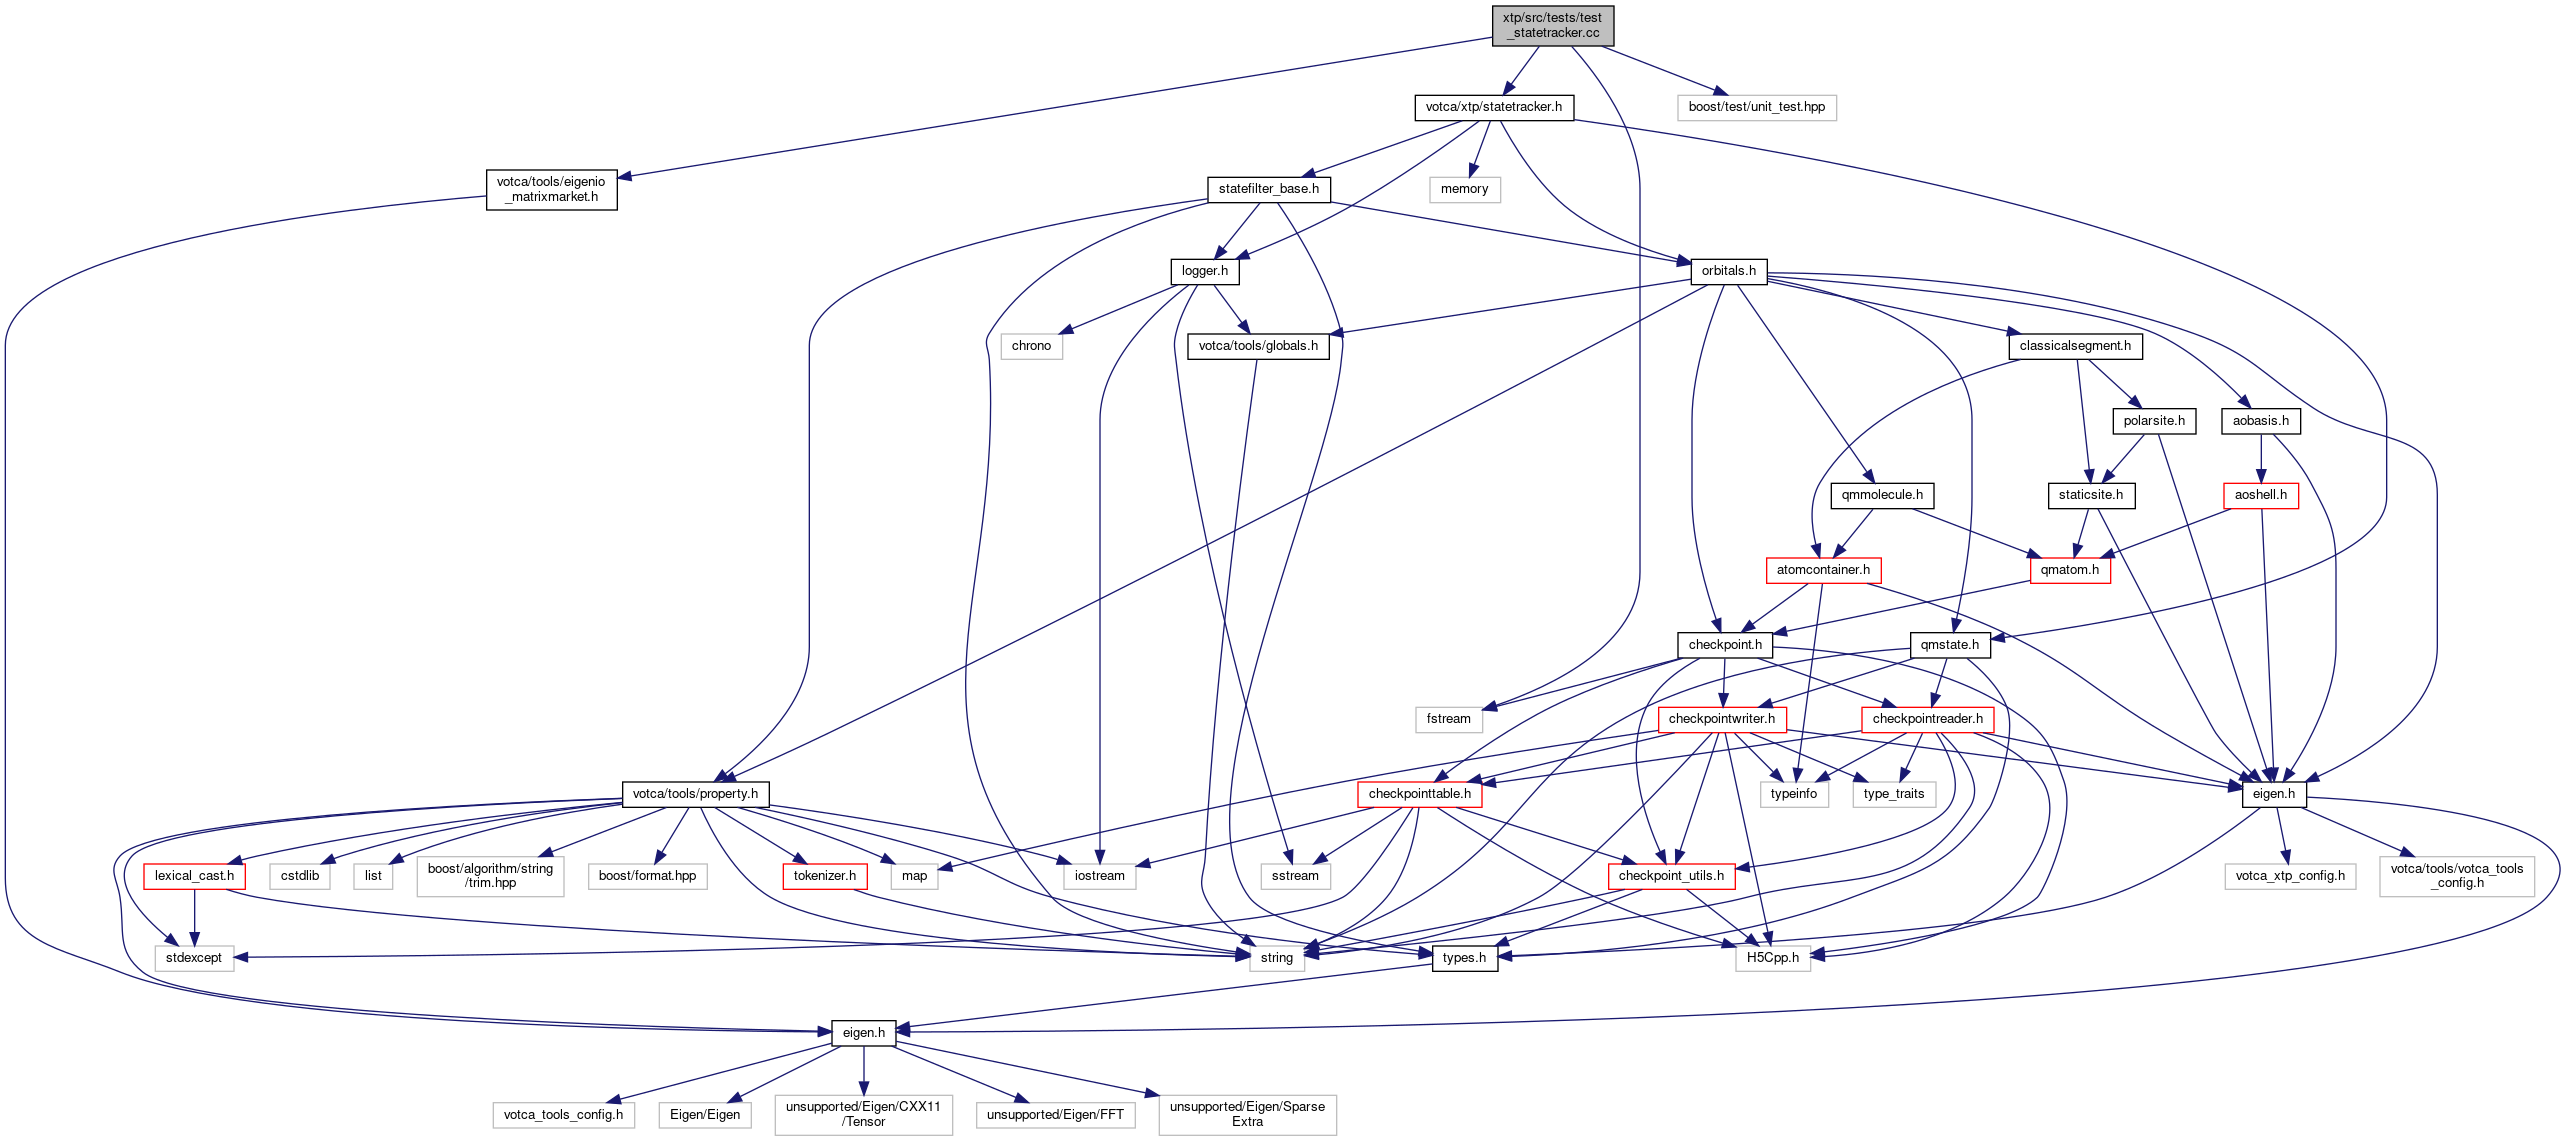 xtp/src/tests/test
_statetracker.cc
votca/xtp/statetracker.h
boost/test/unit_test.hpp
votca/tools/eigenio
_matrixmarket.h
statefilter_base.h
memory
logger.h
orbitals.h
chrono
votca/tools/globals.h
classicalsegment.h
polarsite.h
aobasis.h
qmmolecule.h
staticsite.h
aoshell.h
atomcontainer.h
qmatom.h
checkpoint.h
qmstate.h
fstream
checkpointwriter.h
checkpointreader.h
votca/tools/property.h
checkpointtable.h
typeinfo
type_traits
eigen.h
lexical_cast.h
cstdlib
list
boost/algorithm/string
/trim.hpp
boost/format.hpp
tokenizer.h
map
iostream
sstream
checkpoint_utils.h
votca_xtp_config.h
votca/tools/votca_tools
_config.h
stdexcept
string
types.h
H5Cpp.h
eigen.h
votca_tools_config.h
Eigen/Eigen
unsupported/Eigen/CXX11
/Tensor
unsupported/Eigen/FFT
unsupported/Eigen/Sparse
Extra